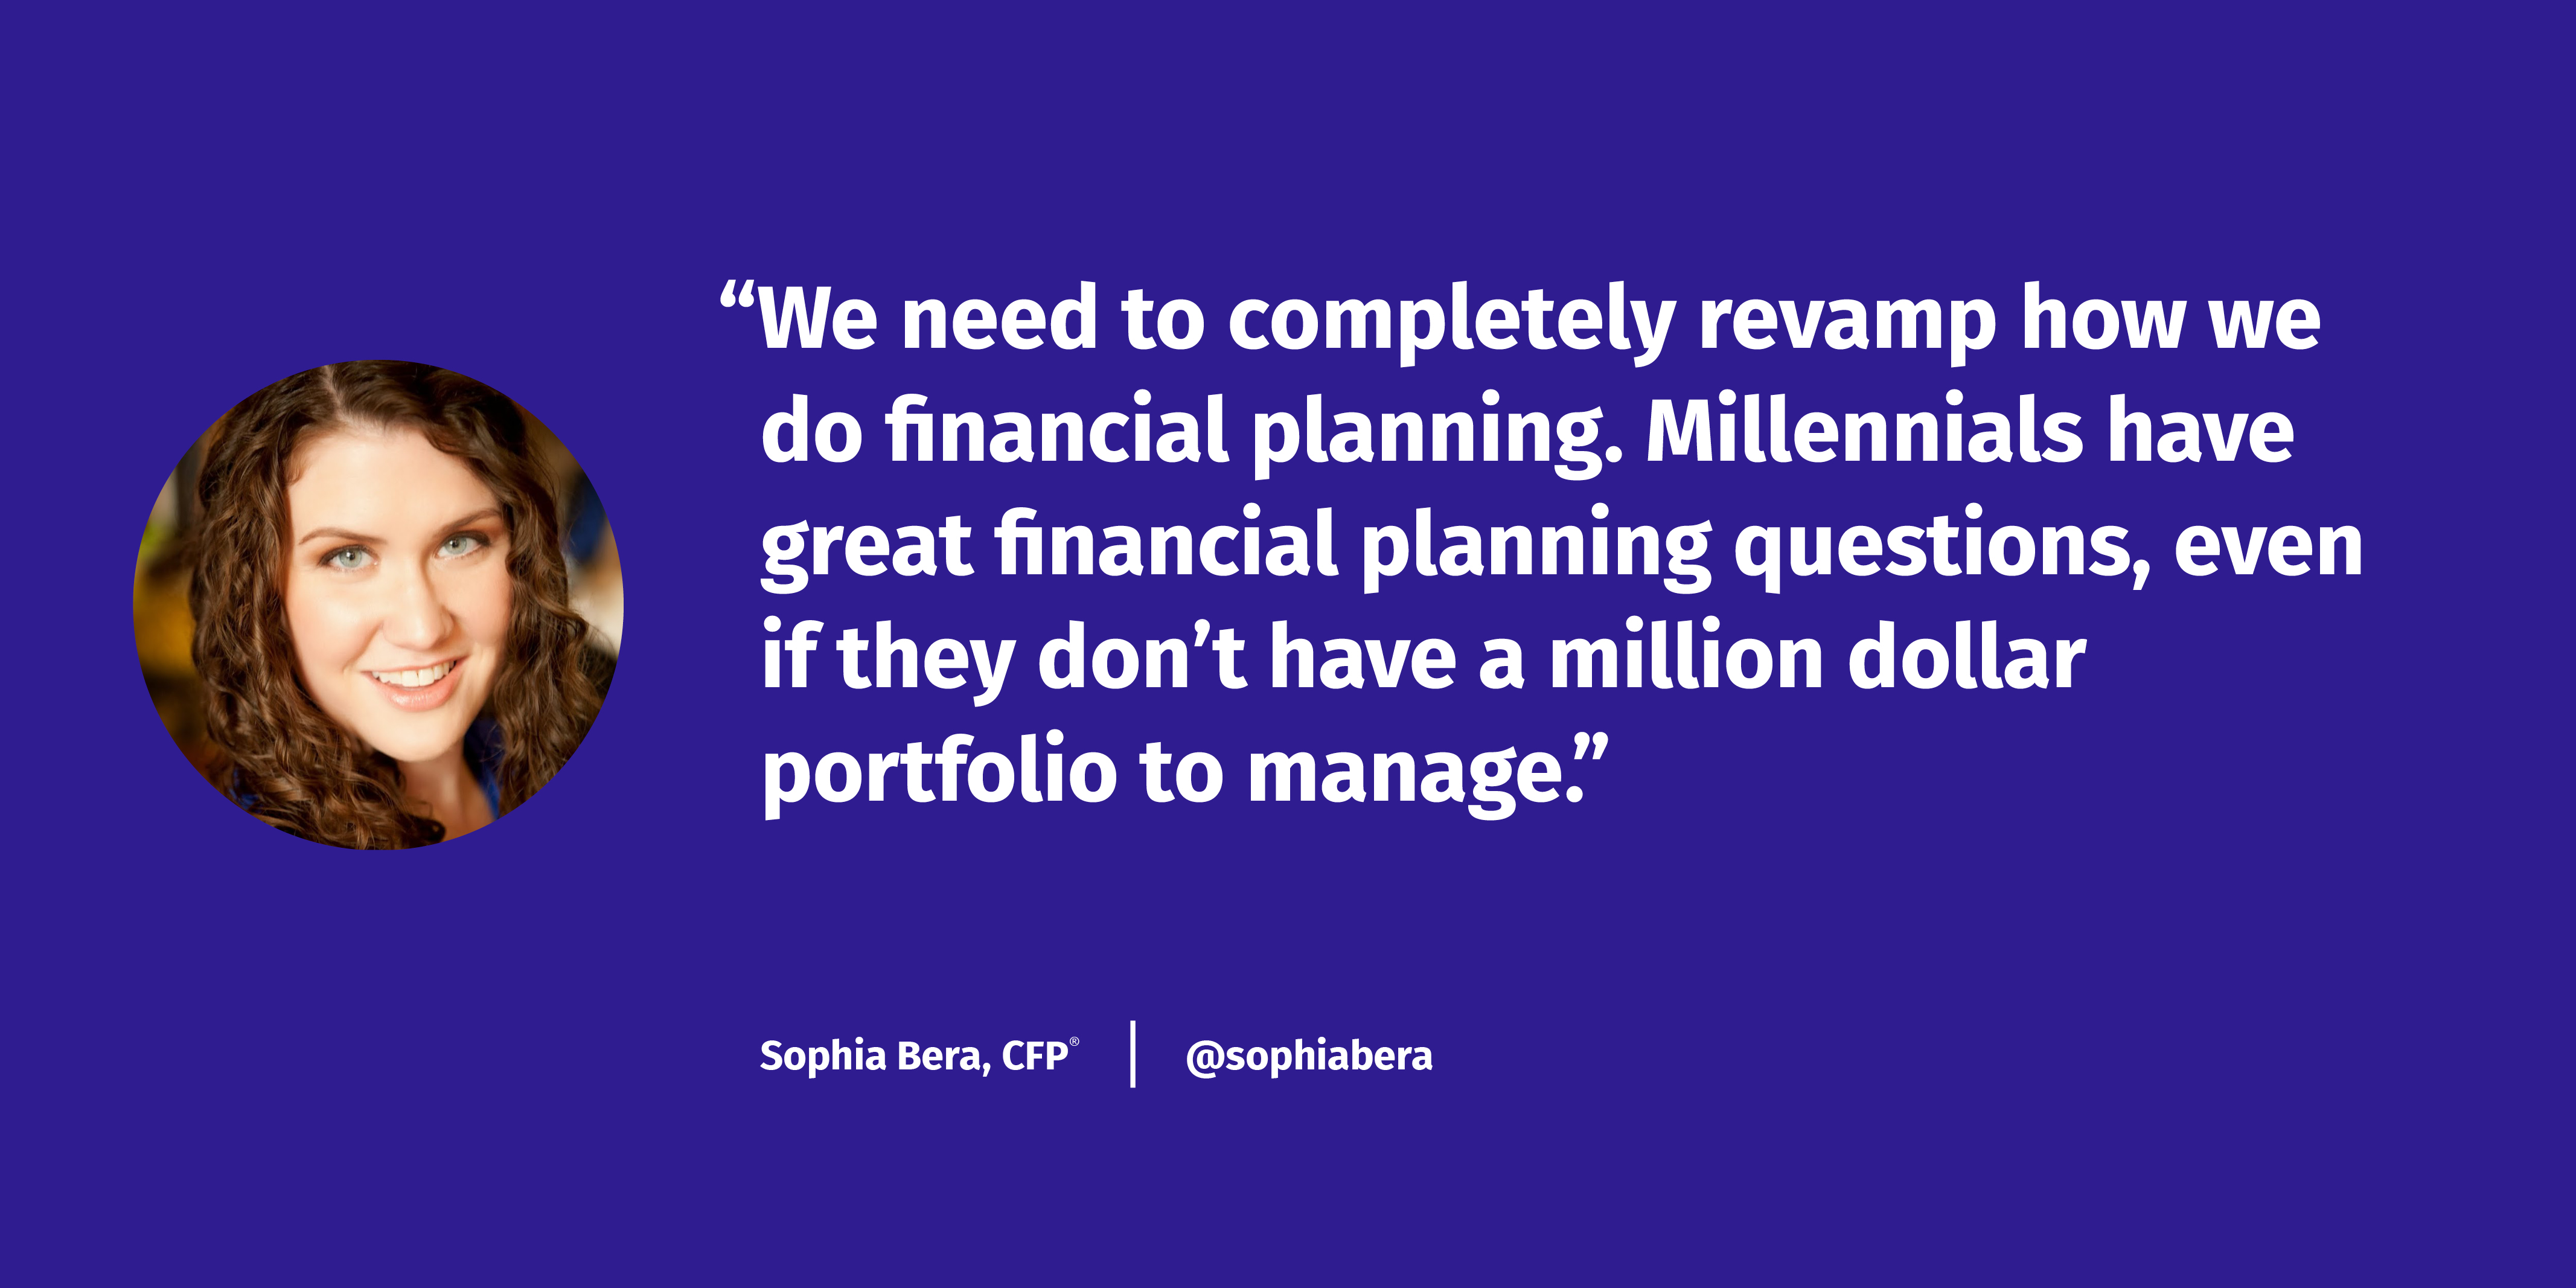 “We need to completely revamp how we
do financial planning. Millennials have
great financial planning questions, even
if they don’t have a million dollar
portfolio to manage.”
Sophia Bera, CFP® | @sophiabera